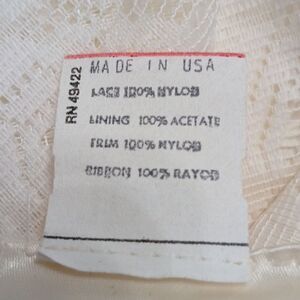 RN 49422
MADE IN USA
LACE 100% NYLON
LINING 100% ACETATE
TRIM 100% NYLON
RIBBON 100% RAYON